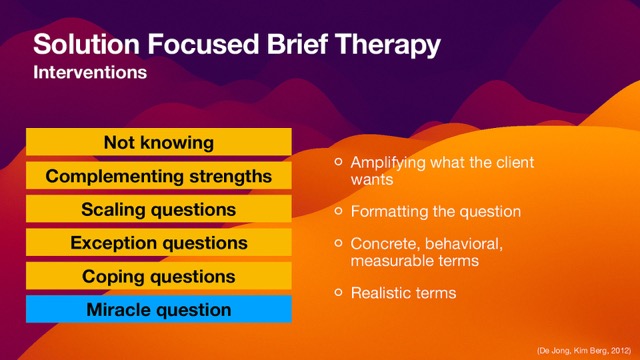 Solution Focused Brief Therapy
Interventions
Not knowing
Complementing strengths
Scaling questions
Exception questions
Coping questions
Miracle question
Amplifying what the client
wants
Formatting the question
Concrete, behavioral,
measurable terms
Realistic terms
(De Jong, Kim Berg, 2012)